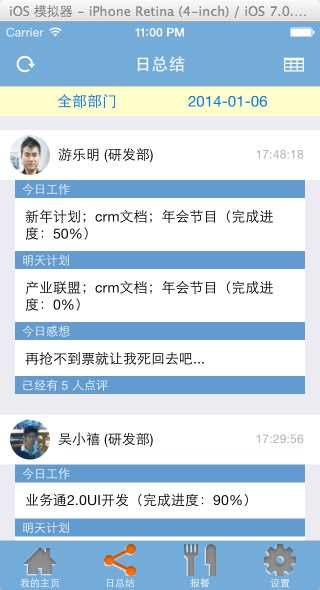 iOS 模拟器 – iPhone Retina (4-inch) / iOS 7.0....
Carrier 11:00 PM
日总结
全部部门 2014-01-06
游乐明 (研发部) 17:48:18
今日工作
新年计划；crm文档；年会节目（完成进
度：50%）
明天计划
产业联盟；crm文档；年会节目（完成进
度：0%）
今日感想
再抢不到票就让我死回去吧...
已经有 5 人点评
吴小禧 (研发部) 17:29:56
今日工作
业务通2.0UI开发（完成进度：90%）
明天计划
我的主页 日总结 报餐 设置